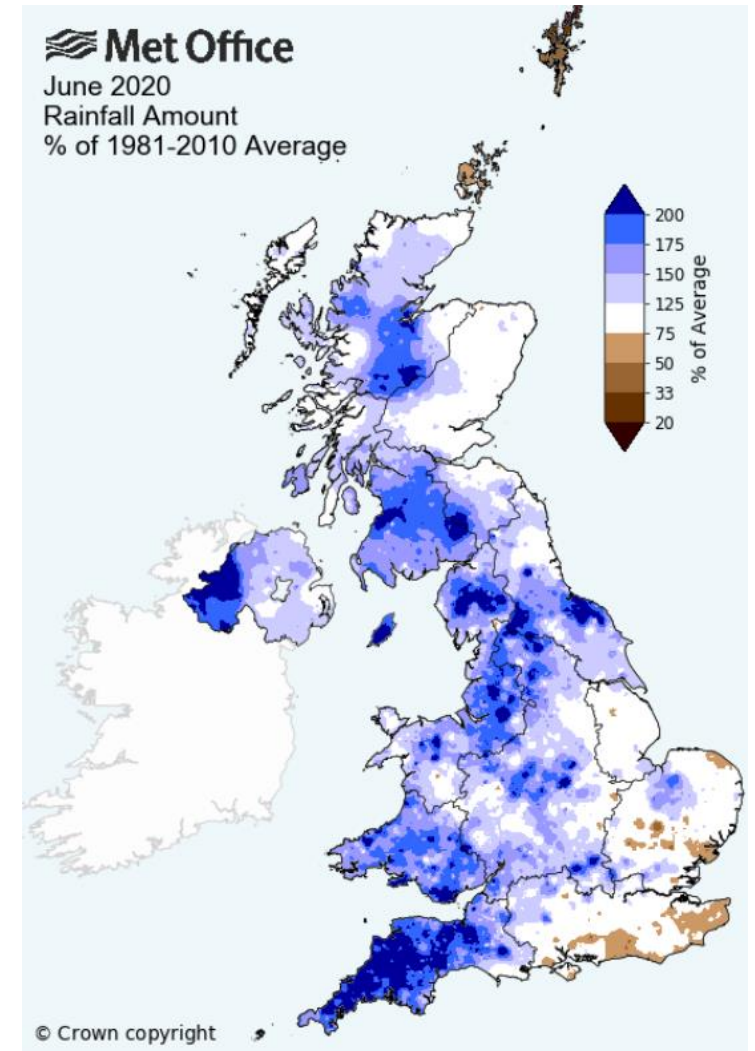 Met Office
June 2020
Rainfall Amount
% of 1981-2010 Average
200
175
150
125
75
50
33
20
% of Average
© Crown copyright